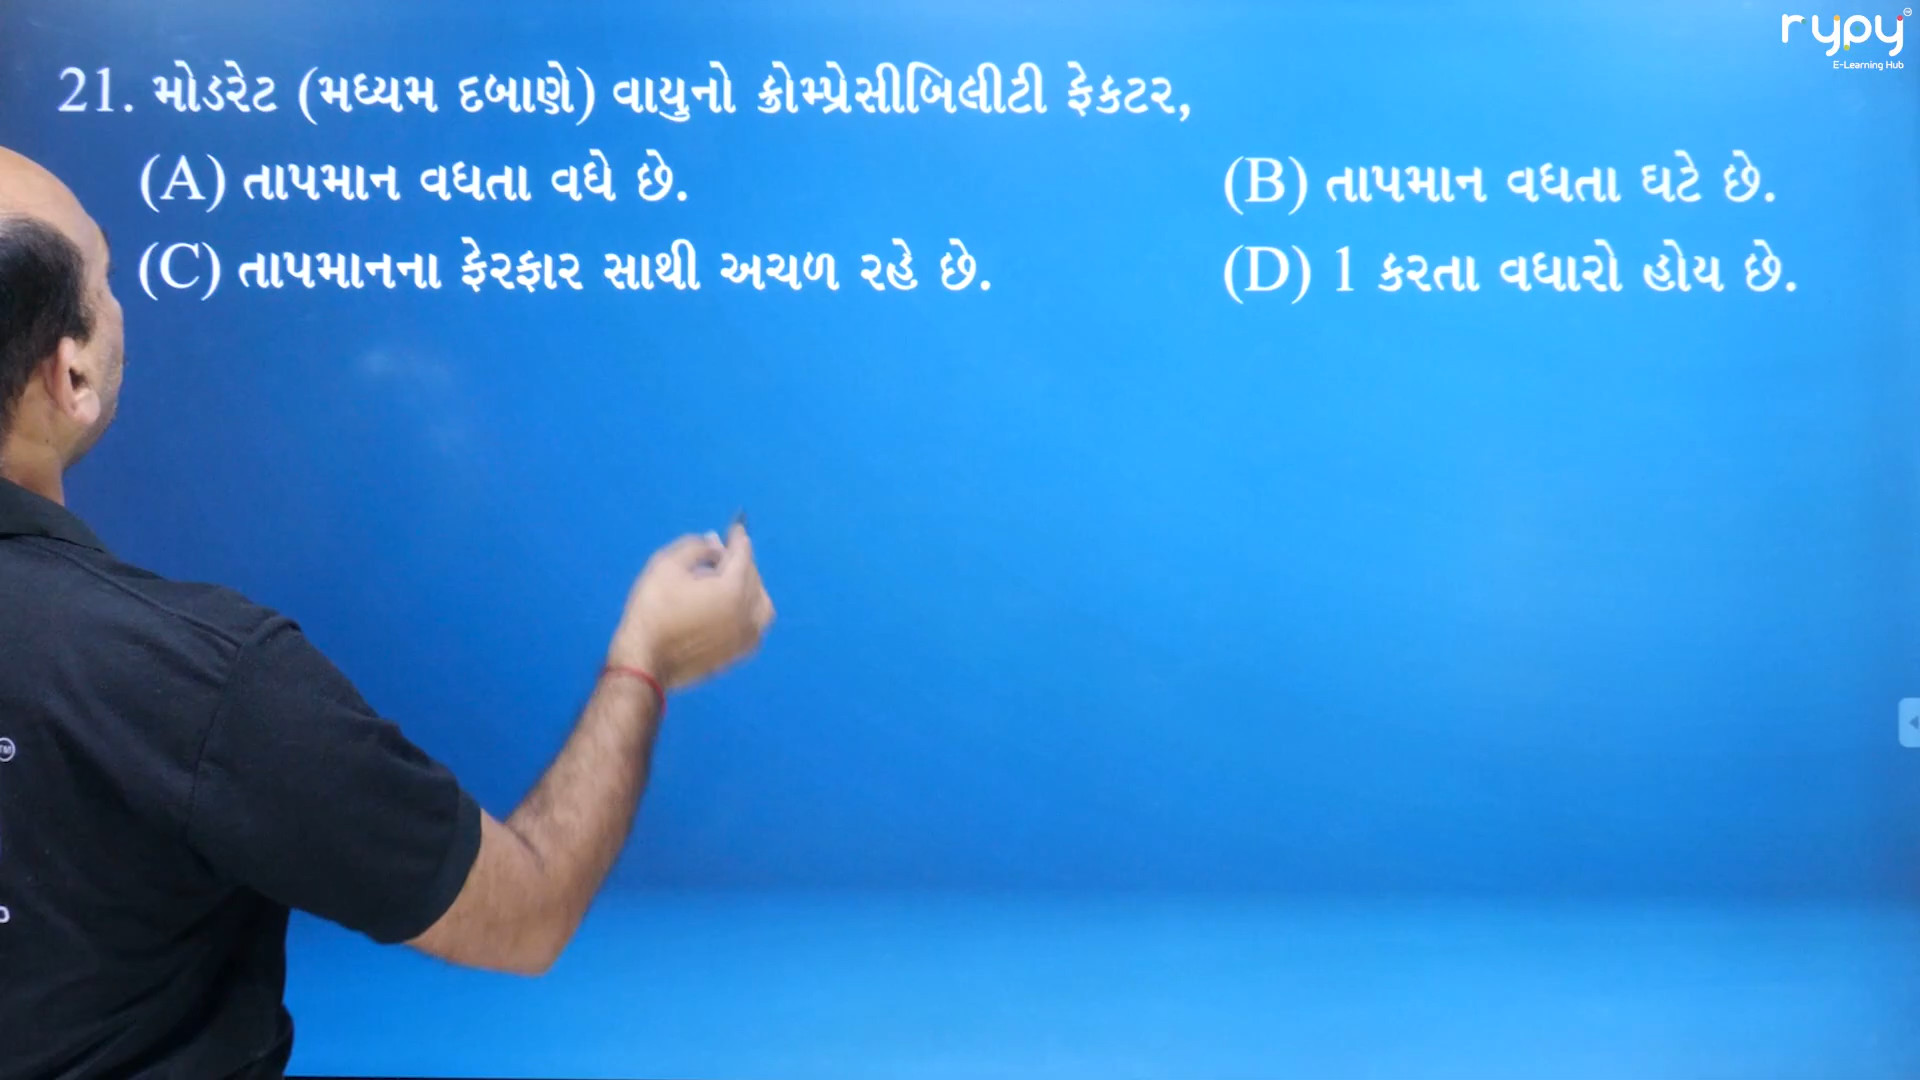 rypy
E-Learning Hub
21. મોડરેટ (મધ્યમ દબાણે) વાયુનો ક્રોમ્પ્રેસીબિલીટી ફેકટર,
(A) તાપમાન વધતા વધે છે. (B) તાપમાન વધતા ઘટે છે.
(C) તાપમાનના ફેરફાર સાથી અચળ રહે છે. (D) 1 કરતા વધારો હોય છે.